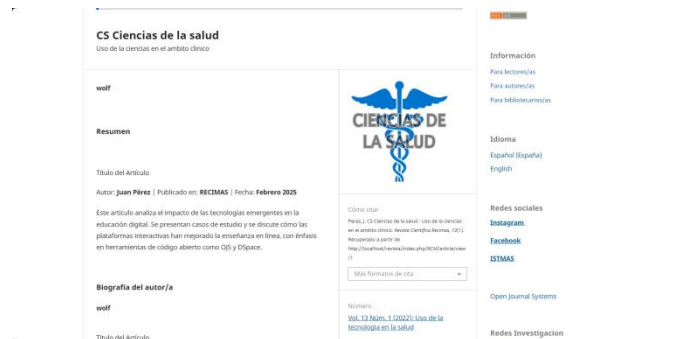 CS Ciencias de la salud
Uso de la ciencias en el ambito clinico
wolf
Resumen
Título del Artículo
Autor: Juan Pérez | Publicado en: RECIMAS | Fecha: Febrero 2025
Este artículo analiza el impacto de las tecnologías emergentes en la
educación digital. Se presentan casos de estudio y se discute cómo las
plataformas interactivas han mejorado la enseñanza en línea, con énfasis
en herramientas de código abierto como OJS y DSpace.
Biografía del autor/a
wolf
Título del Artículo
CIENCIAS DE
LA SALUD
Cómo citar
Perez, J. CS Ciencias de la salud : Uso de la ciencias
en el ambito clinico. Revista Científica Recimas, 13(1).
Recuperado a partir de
http://localhost/revista/index.php/RCM/article/view
/1
Más formatos de cita
Número
Vol. 13 Núm. 1 (2022): Uso de la
tecnologia en la salud
Información
Para lectores/as
Para autores/as
Para bibliotecarios/as
Idioma
Español (España)
English
Redes sociales
Instagram
Facebook
ISTMAS
Open Journal Systems
Redes Investigacion